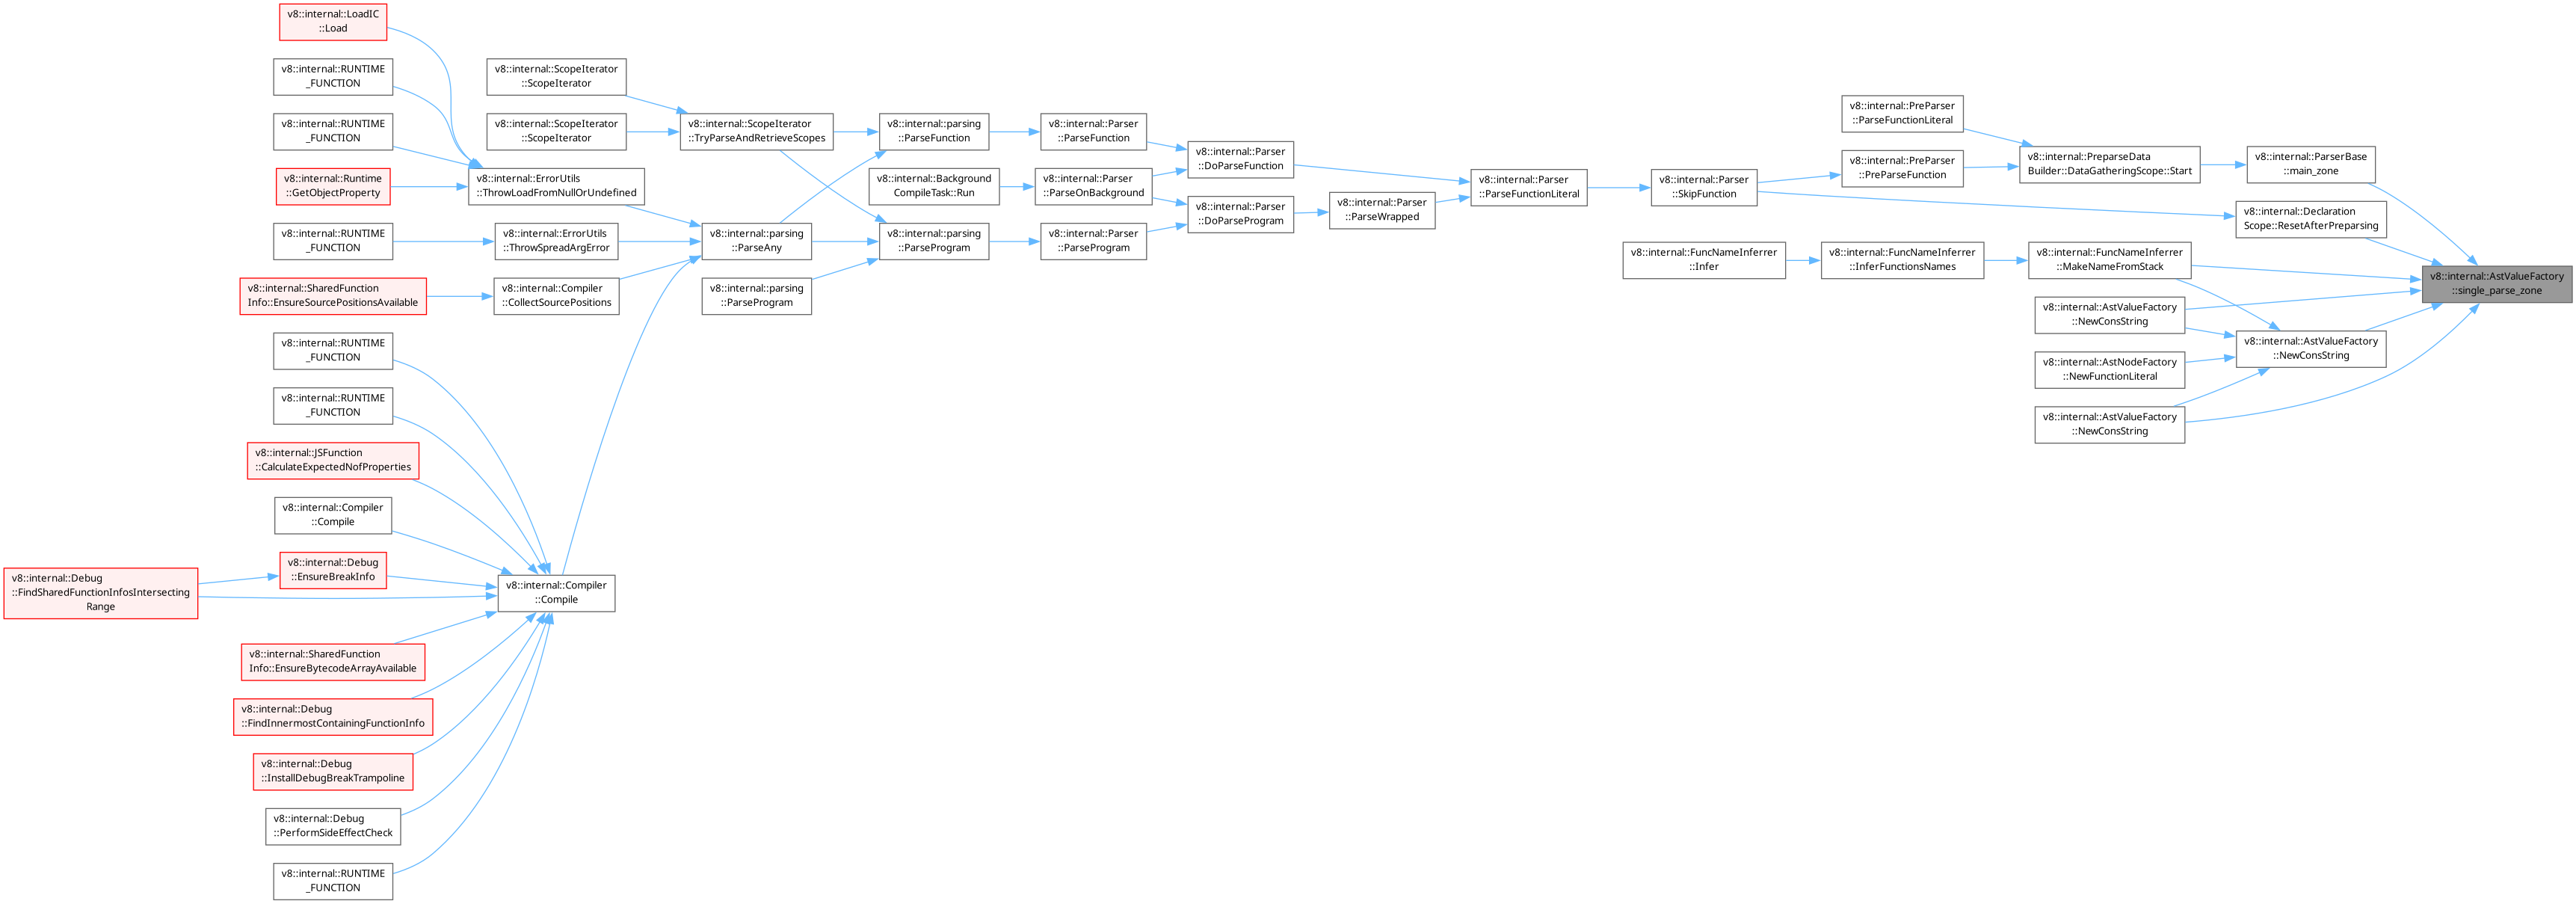 v8::internal::LoadIC
::Load
v8::internal::RUNTIME
_FUNCTION
v8::internal::RUNTIME
_FUNCTION
v8::internal::Runtime
::GetObjectProperty
v8::internal::RUNTIME
_FUNCTION
v8::internal::SharedFunction
Info::EnsureSourcePositionsAvailable
v8::internal::RUNTIME
_FUNCTION
v8::internal::RUNTIME
_FUNCTION
v8::internal::JSFunction
::CalculateExpectedNofProperties
v8::internal::Compiler
::Compile
v8::internal::Debug
::EnsureBreakInfo
v8::internal::Debug
::FindSharedFunctionInfosIntersecting
Range
v8::internal::SharedFunction
Info::EnsureBytecodeArrayAvailable
v8::internal::Debug
::FindInnermostContainingFunctionInfo
v8::internal::Debug
::InstallDebugBreakTrampoline
v8::internal::Debug
::PerformSideEffectCheck
v8::internal::RUNTIME
_FUNCTION
v8::internal::ScopeIterator
::ScopeIterator
v8::internal::ScopeIterator
::ScopeIterator
v8::internal::ErrorUtils
::ThrowLoadFromNullOrUndefined
v8::internal::ErrorUtils
::ThrowSpreadArgError
v8::internal::Compiler
::CollectSourcePositions
v8::internal::Compiler
::Compile
v8::internal::ScopeIterator
::TryParseAndRetrieveScopes
v8::internal::parsing
::ParseAny
v8::internal::parsing
::ParseProgram
v8::internal::parsing
::ParseFunction
v8::internal::Background
CompileTask::Run
v8::internal::parsing
::ParseProgram
v8::internal::Parser
::ParseFunction
v8::internal::Parser
::ParseOnBackground
v8::internal::Parser
::ParseProgram
v8::internal::Parser
::DoParseFunction
v8::internal::Parser
::DoParseProgram
v8::internal::Parser
::ParseWrapped
v8::internal::Parser
::ParseFunctionLiteral
v8::internal::Parser
::SkipFunction
v8::internal::FuncNameInferrer
::Infer
v8::internal::PreParser
::ParseFunctionLiteral
v8::internal::PreParser
::PreParseFunction
v8::internal::FuncNameInferrer
::InferFunctionsNames
v8::internal::PreparseData
Builder::DataGatheringScope::Start
v8::internal::FuncNameInferrer
::MakeNameFromStack
v8::internal::AstValueFactory
::NewConsString
v8::internal::AstNodeFactory
::NewFunctionLiteral
v8::internal::AstValueFactory
::NewConsString
v8::internal::ParserBase
::main_zone
v8::internal::Declaration
Scope::ResetAfterPreparsing
v8::internal::AstValueFactory
::NewConsString
v8::internal::AstValueFactory
::single_parse_zone